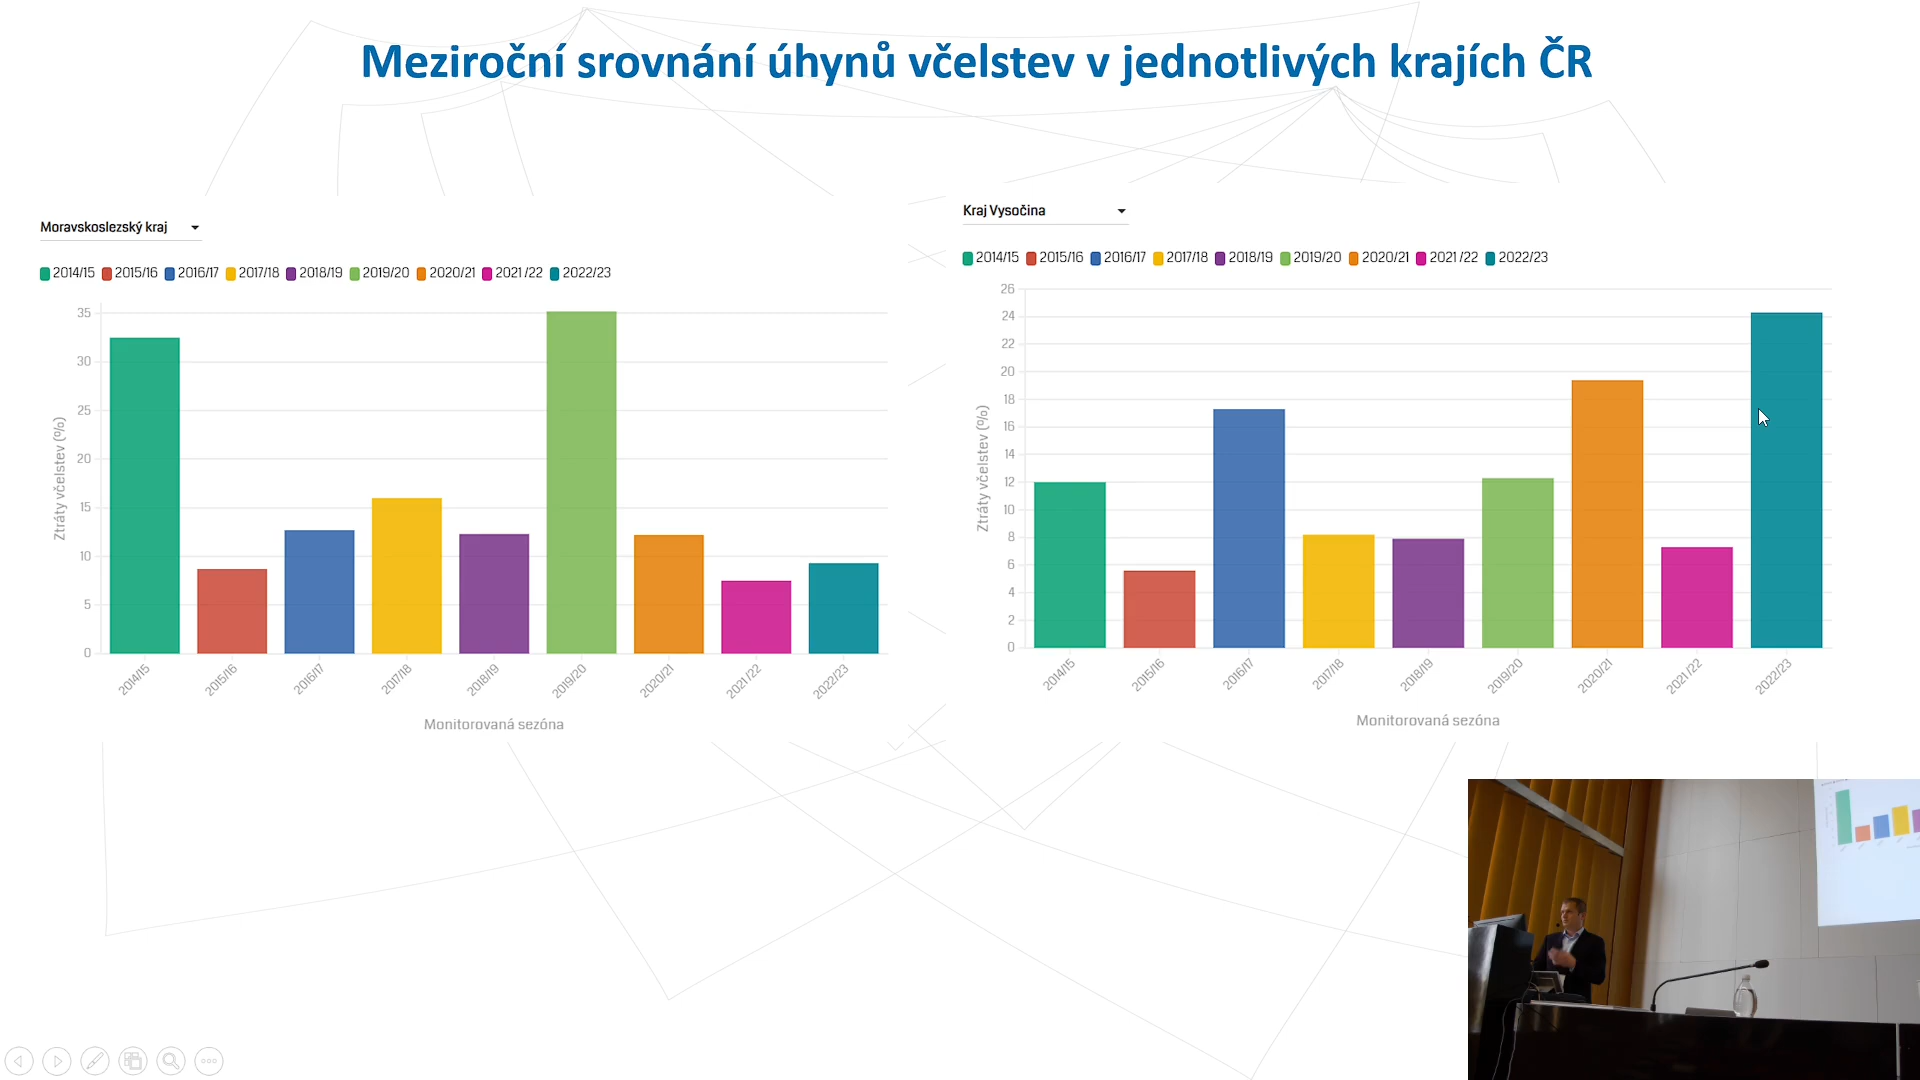 Meziroční srovnání úhynů včelstev v jednotlivých krajích ČR
Moravskoslezský kraj
2014/15 2015/16 2016/17 2017/18 2018/19 2019/20 2020/21 2021/22 2022/23
Ztráty včelstev (%)
35
30
25
20
15
10
5
0
2014/15 2015/16 2016/17 2017/18 2018/19 2019/20 2020/21 2021/22 2022/23
Monitorovaná sezóna
Kraj Vysočina
2014/15 2015/16 2016/17 2017/18 2018/19 2019/20 2020/21 2021/22 2022/23
Ztráty včelstev (%)
26
24
22
20
18
16
14
12
10
8
6
4
2
0
2014/15 2015/16 2016/17 2017/18 2018/19 2019/20 2020/21 2021/22 2022/23
Monitorovaná sezóna